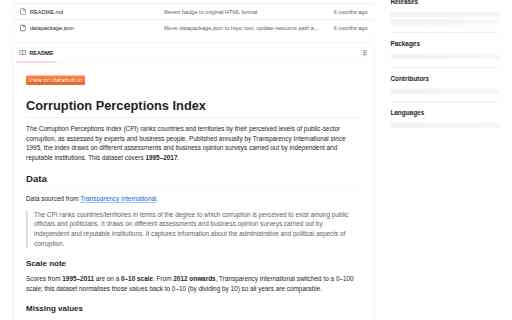 Releases
README.md Revert badge to original HTML format 6 months ago
datapackage.json Move datapackage.json to repo root, update resource path a... 6 months ago
Packages
README
Contributors
Corruption Perceptions Index
Languages
The Corruption Perceptions Index (CPI) ranks countries and territories by their perceived levels of public-sector
corruption, as assessed by experts and business people. Published annually by Transparency International since
1995, the index draws on different assessments and business opinion surveys carried out by independent and
reputable institutions. This dataset covers 1995–2017.
Data
Data sourced from Transparency International.
The CPI ranks countries/territories in terms of the degree to which corruption is perceived to exist among public
officials and politicians. It draws on different assessments and business opinion surveys carried out by
independent and reputable institutions. It captures information about the administrative and political aspects of
corruption.
Scale note
Scores from 1995–2011 are on a 0–10 scale. From 2012 onwards, Transparency International switched to a 0–100
scale; this dataset normalises those values back to 0–10 (by dividing by 10) so all years are comparable.
Missing values